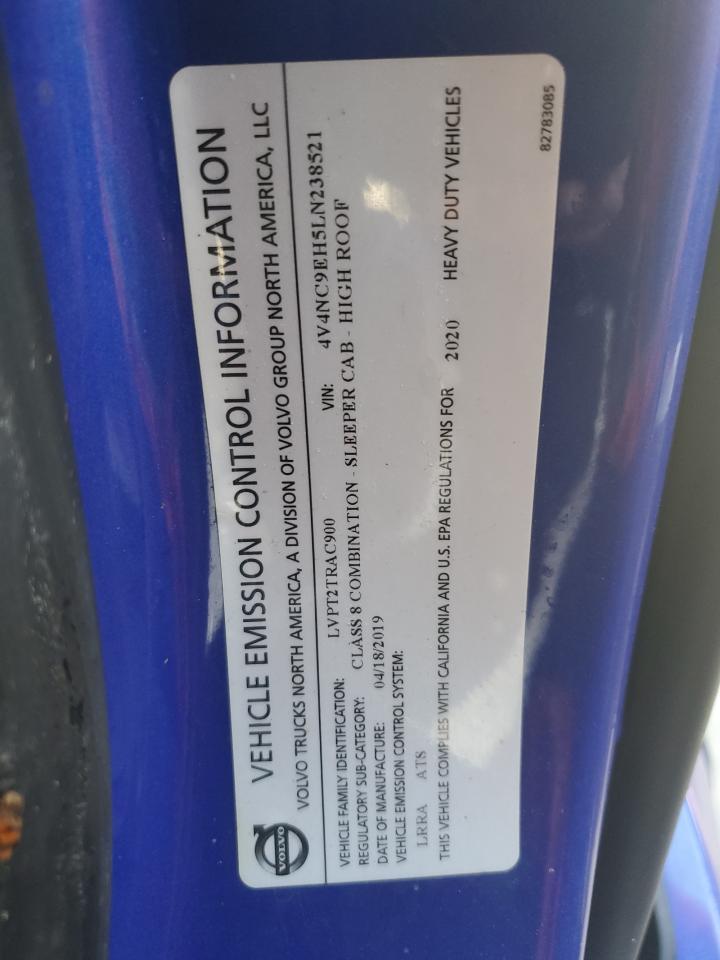 VOLVO
VEHICLE EMISSION CONTROL INFORMATION
VOLVO TRUCKS NORTH AMERICA, A DIVISION OF VOLVO GROUP NORTH AMERICA, LLC
VEHICLE FAMILY IDENTIFICATION: LVPT2TRAC900 VIN: 4V4NC9EH5LN238521
REGULATORY SUB-CATEGORY: CLASS 8 COMBINATION - SLEEPER CAB - HIGH ROOF
DATE OF MANUFACTURE: 04/18/2019
VEHICLE EMISSION CONTROL SYSTEM:
LRRA ATS
THIS VEHICLE COMPLIES WITH CALIFORNIA AND U.S. EPA REGULATIONS FOR 2020 HEAVY DUTY VEHICLES
82783085